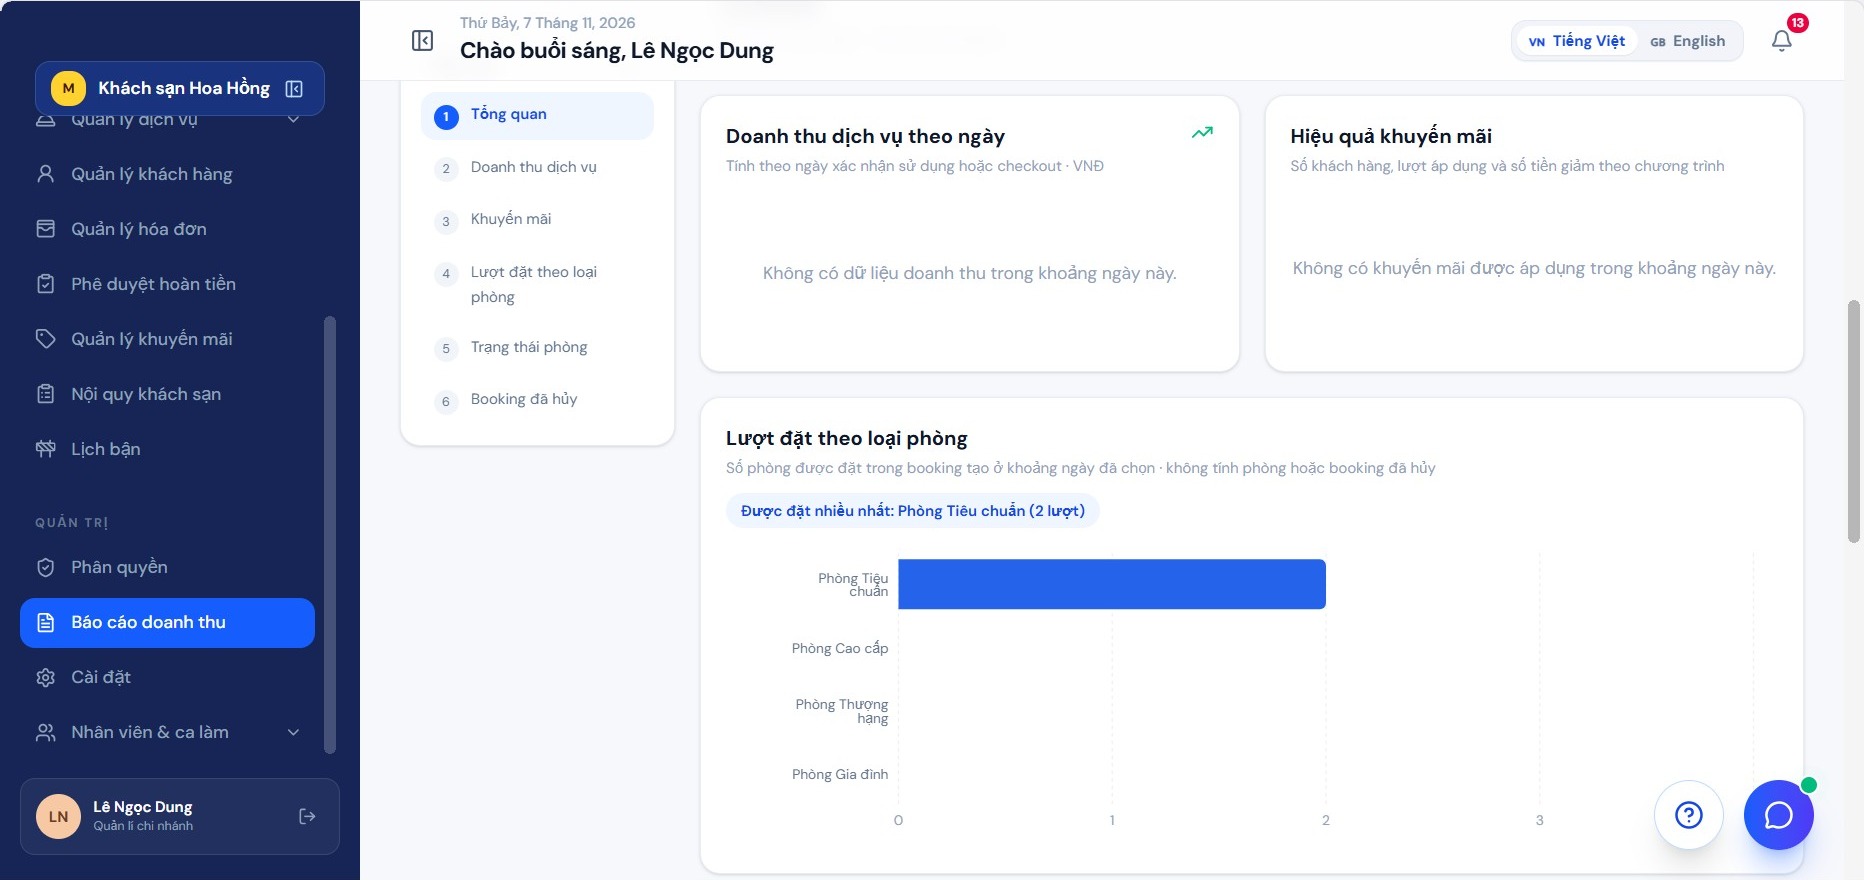 M Khách sạn Hoa Hồng
Quản lý dịch vụ
Quản lý khách hàng
Quản lý hóa đơn
Phê duyệt hoàn tiền
Quản lý khuyến mãi
Nội quy khách sạn
Lịch bận
QUẢN TRỊ
Phân quyền
Báo cáo doanh thu
Cài đặt
Nhân viên & ca làm
LN
Lê Ngọc Dung
Quản lí chi nhánh
Thứ Bảy, 7 Tháng 11, 2026
Chào buổi sáng, Lê Ngọc Dung
VN Tiếng Việt
GB English
13
1 Tổng quan
2 Doanh thu dịch vụ
3 Khuyến mãi
4 Lượt đặt theo loại
phòng
5 Trạng thái phòng
6 Booking đã hủy
Doanh thu dịch vụ theo ngày
Tính theo ngày xác nhận sử dụng hoặc checkout · VNĐ
Không có dữ liệu doanh thu trong khoảng ngày này.
Hiệu quả khuyến mãi
Số khách hàng, lượt áp dụng và số tiền giảm theo chương trình
Không có khuyến mãi được áp dụng trong khoảng ngày này.
Lượt đặt theo loại phòng
Số phòng được đặt trong booking tạo ở khoảng ngày đã chọn · không tính phòng hoặc booking đã hủy
Được đặt nhiều nhất: Phòng Tiêu chuẩn (2 lượt)
Phòng Tiêu
chuẩn
Phòng Cao cấp
Phòng Thượng
hạng
Phòng Gia đình
0 1 2 3